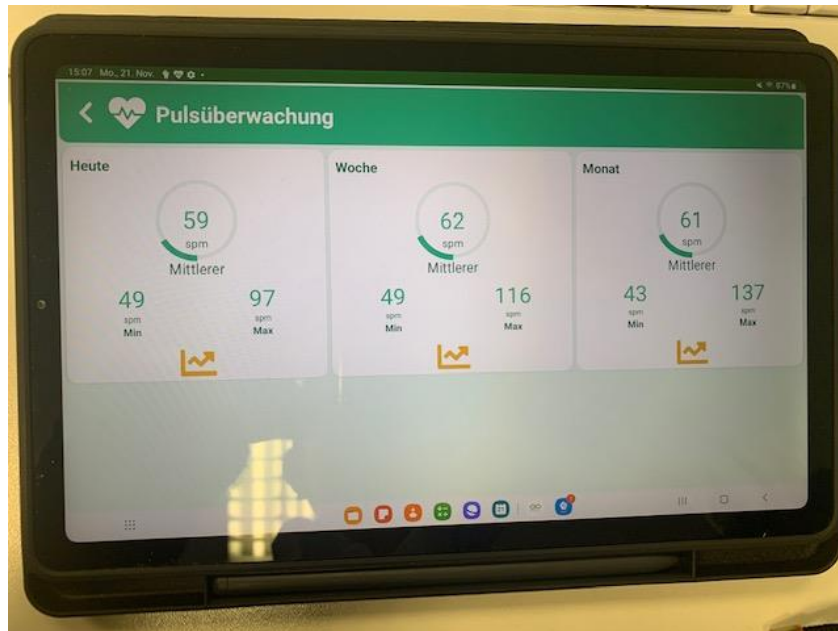 15:07 Mo., 21. Nov.
97%
Pulsüberwachung
Heute
59
spm
Mittlerer
49
spm
Min
97
spm
Max
Woche
62
spm
Mittlerer
49
spm
Min
116
spm
Max
Monat
61
spm
Mittlerer
43
spm
Min
137
spm
Max